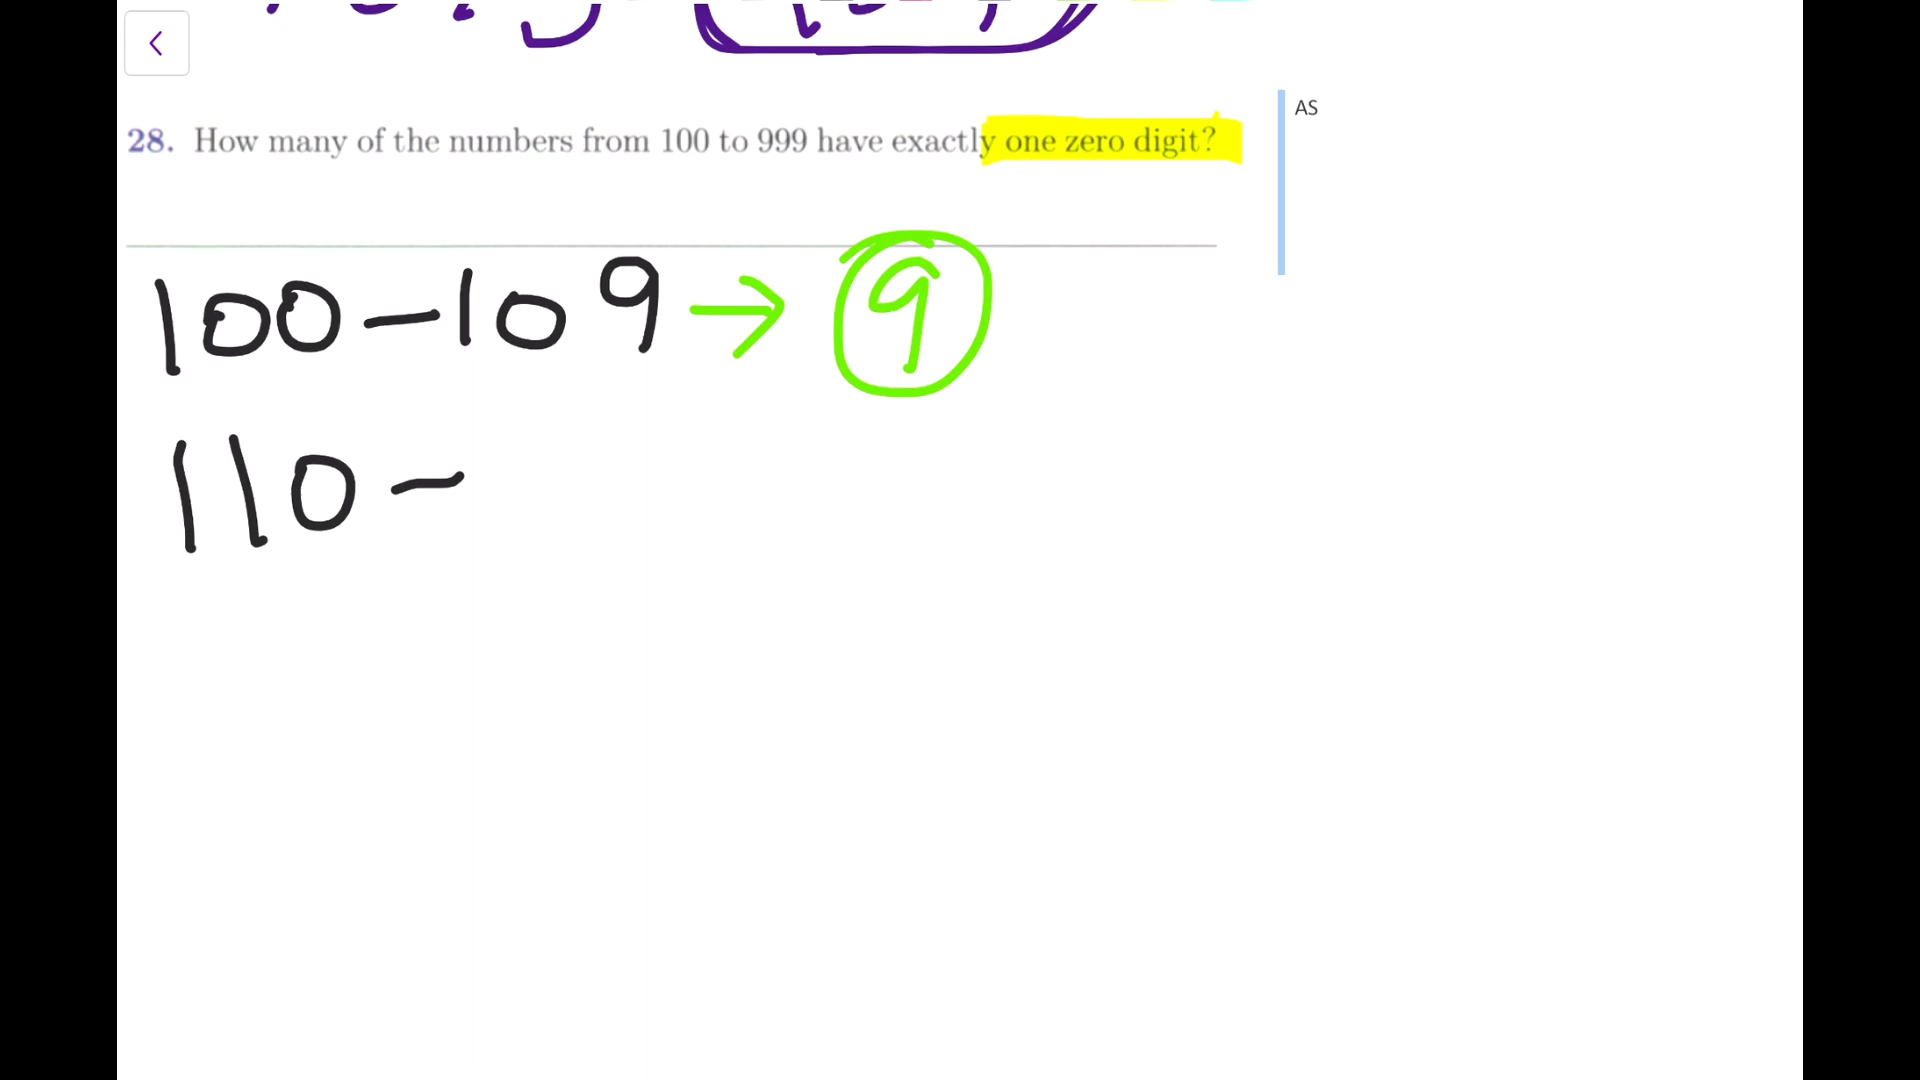 28. How many of the numbers from 100 to 999 have exactly one zero digit?
AS
100-109→9
110-